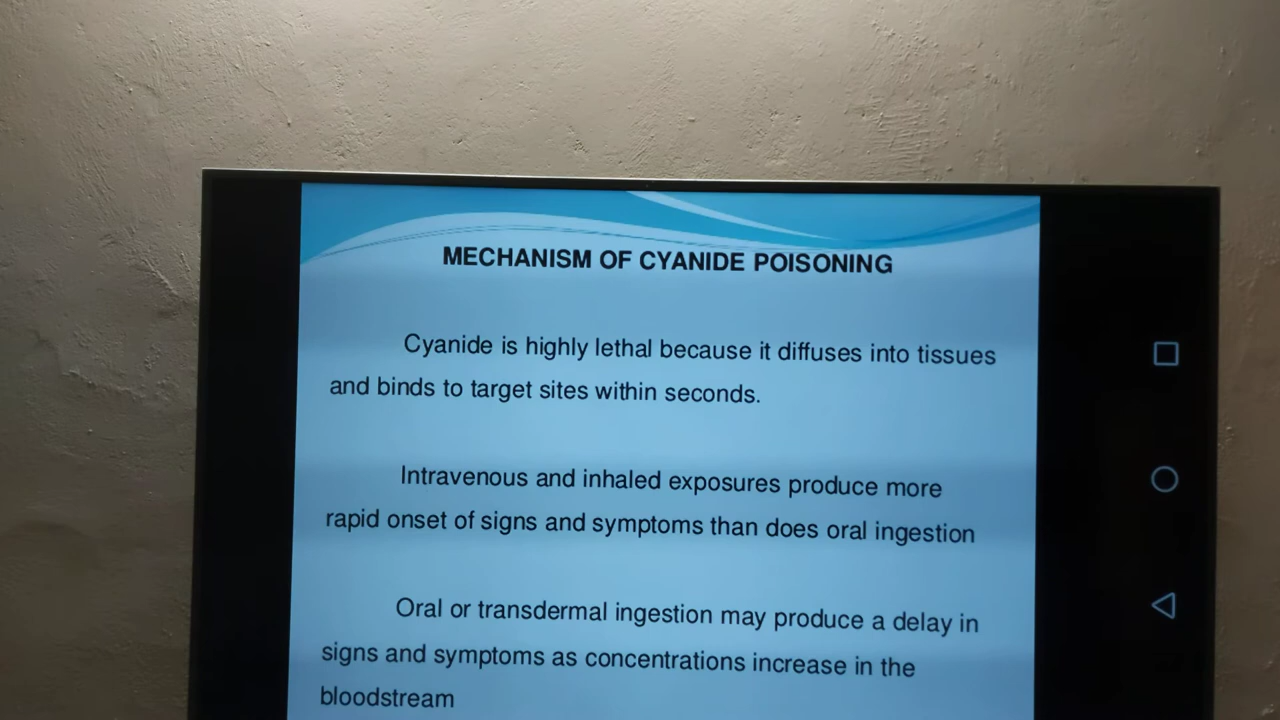 MECHANISM OF CYANIDE POISONING
Cyanide is highly lethal because it diffuses into tissues
and binds to target sites within seconds.
Intravenous and inhaled exposures produce more
rapid onset of signs and symptoms than does oral ingestion
Oral or transdermal ingestion may produce a delay in
signs and symptoms as concentrations increase in the
bloodstream